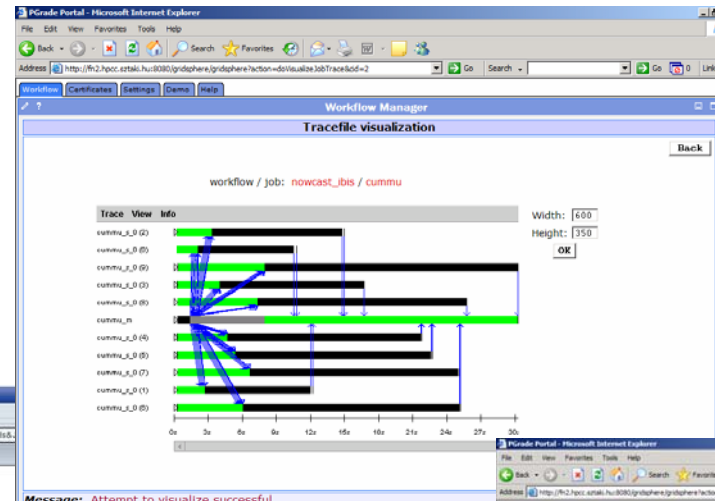 PGrade Portal - Microsoft Internet Explorer
File Edit View Favorites Tools Help
Back Search Favorites
Address http://fn2.hpcc.sztaki.hu:8080/gridsphere/gridsphere?action=doVisualizeJobTrace&sid=2 Go Search Go 0 Link
Workflow Certificates Settings Demo Help
? Workflow Manager
Tracefile visualization
Back
workflow / job: nowcast_ibis / cummu
Trace View Info
Width: 600
Height: 350
OK
cummu_s_0 (2)
cummu_s_0 (0)
cummu_s_0 (9)
cummu_s_0 (3)
cummu_s_0 (8)
cummu_m
cummu_s_0 (4)
cummu_s_0 (5)
cummu_s_0 (7)
cummu_s_0 (1)
cummu_s_0 (6)
0s 3s 6s 9s 12s 15s 18s 21s 24s 27s 30s
Message: Attempt to visualize successful
PGrade Portal - Microsoft Internet Explorer
File Edit View Favorites Tools Help
Back Search Favorites
Address http://fn2.hpcc.sztaki.hu:8080/gridsphere/gridsphere?actio